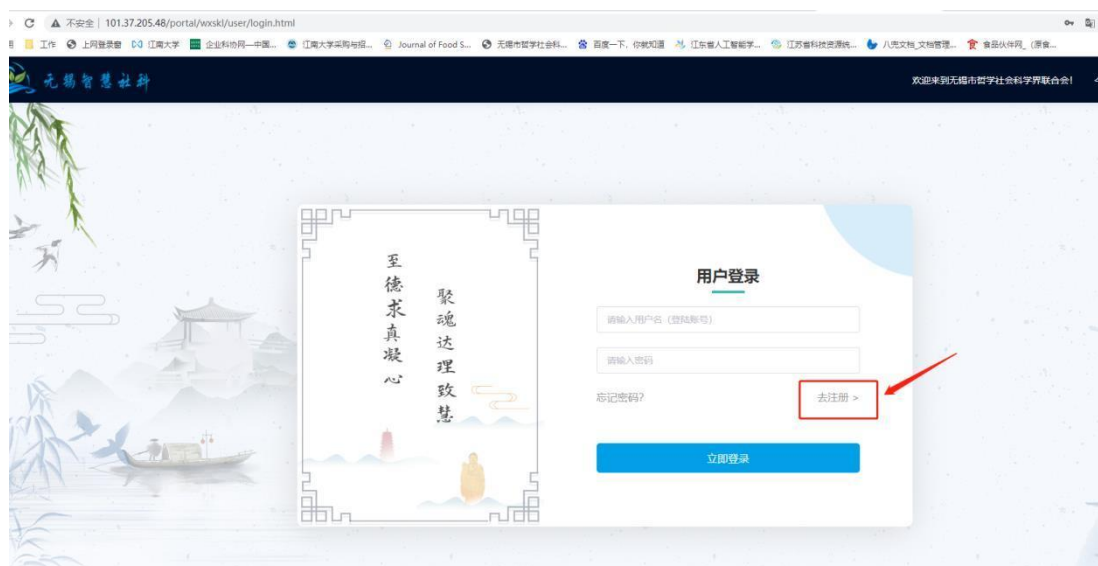 不安全 | 101.37.205.48/portal/wxskl/user/login.html
工作 上网登录窗 江南大学 企业科协网—中国... 江南大学采购与招... Journal of Food S... 无锡市哲学社会科... 百度一下，你就知道 江苏省人工智能学... 江苏省科技资源统... 八兜文档_文档管理... 食品伙伴网_(原食...
无锡智慧社科
欢迎来到无锡市哲学社会科学界联合会!
至德求真凝心
聚魂达理致慧
用户登录
请输入用户名（登陆账号）
请输入密码
忘记密码?
去注册 >
立即登录